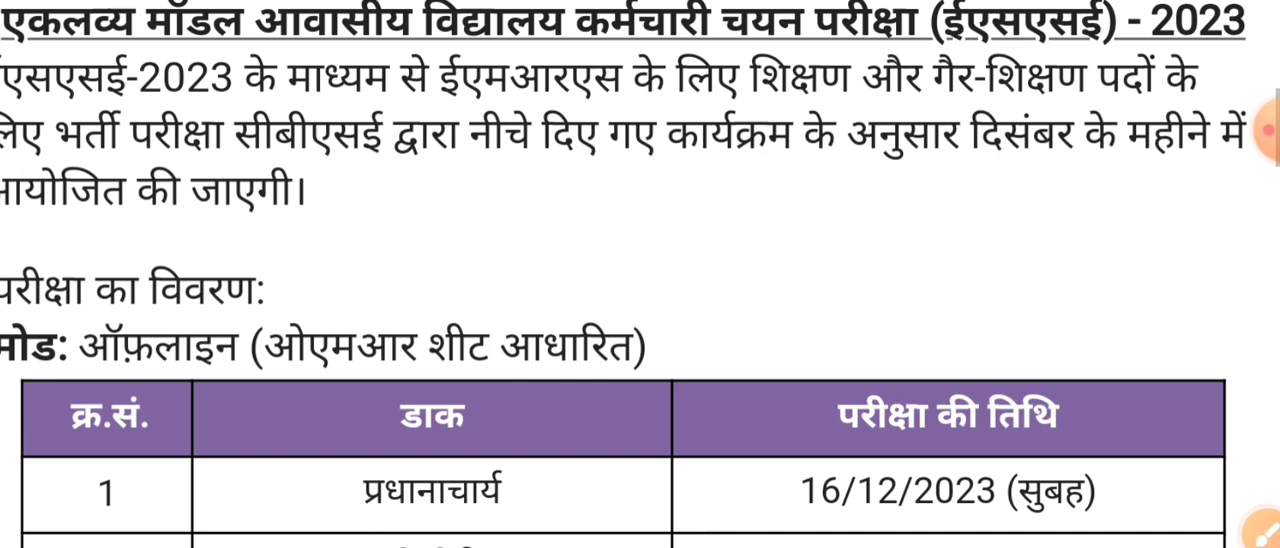 एकलव्य मॉडल आवासीय विद्यालय कर्मचारी चयन परीक्षा (ईएसएसई) - 2023
एसएसई-2023 के माध्यम से ईएमआरएस के लिए शिक्षण और गैर-शिक्षण पदों के
लिए भर्ती परीक्षा सीबीएसई द्वारा नीचे दिए गए कार्यक्रम के अनुसार दिसंबर के महीने में
आयोजित की जाएगी।
परीक्षा का विवरण:
मोड: ऑफ़लाइन (ओएमआर शीट आधारित)
क्र.सं. डाक परीक्षा की तिथि
1 प्रधानाचार्य 16/12/2023 (सुबह)